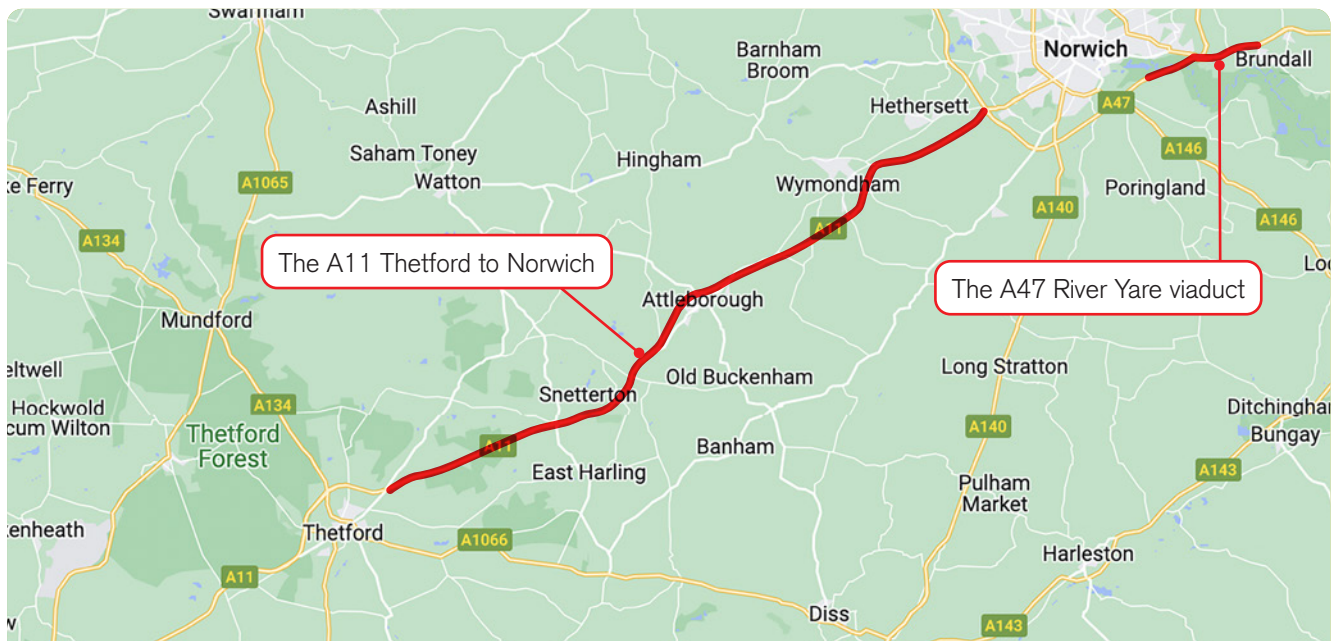 Swaffham
Norwich
Barnham
Broom
Brundall
Ashill
Hethersett
A47
Saham Toney
Watton
Hingham
A146
ke Ferry
A1065
Wymondham
Poringland
A140
A146
A134
A11
The A11 Thetford to Norwich
Loc
The A47 River Yare viaduct
Attleborough
Mundford
eltwell
Long Stratton
Old Buckenham
Snetterton
Hockwold
cum Wilton
A134
Ditchinghar
Bungay
Thetford
Forest
A140
A11
Banham
East Harling
A143
Pulham
Market
kenheath
Thetford
A1066
Harleston
A11
Diss
w
A143